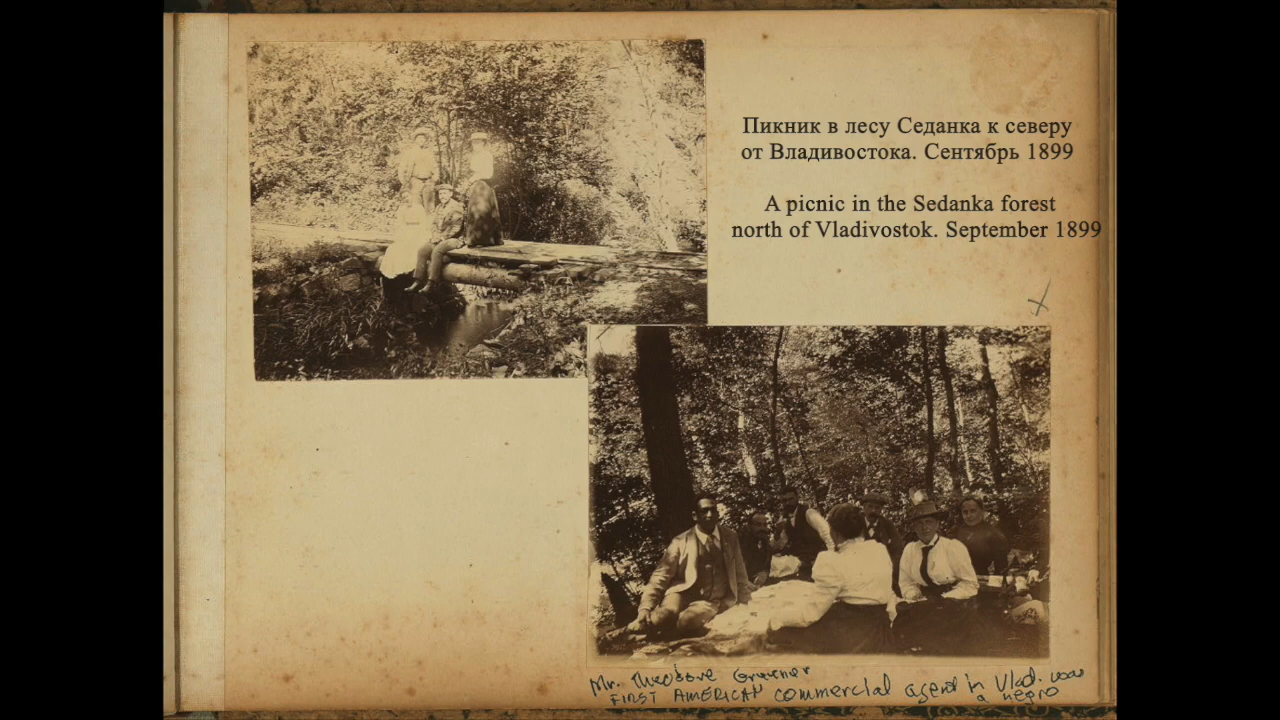 Пикник в лесу Седанка к северу
от Владивостока. Сентябрь 1899
A picnic in the Sedanka forest
north of Vladivostok. September 1899
Mr. Theodore Greener
FIRST AMERICAN commercial agent in Vlad. was
a negro